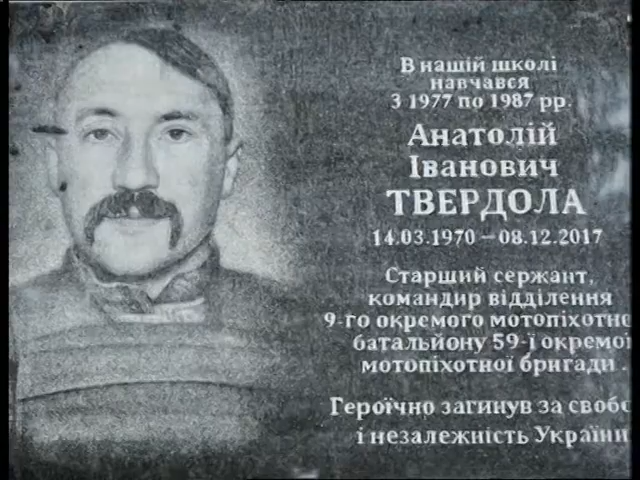 В нашій школі
навчався
З 1977 по 1987 рр.
Анатолій
Іванович
ТВЕРДОЛА
14.03.1970 – 08.12.2017
Старший сержант,
командир відділення
9-го окремого мотопіхотно
батальйону 59-ї окремої
мотопіхотної бригади .
Героїчно загинув за свобо
і незалежність України